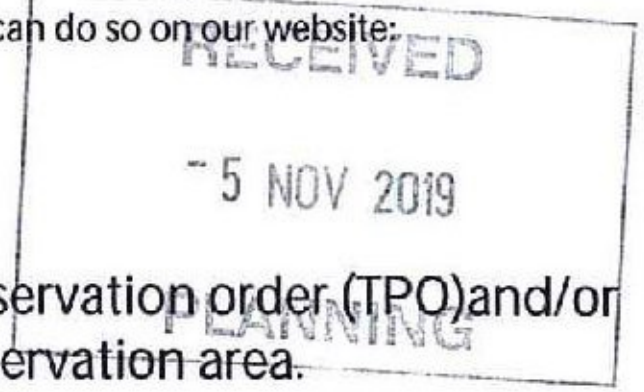 can do so on our website:
RECEIVED
-5 NOV 2019
servation order (TPO)and/or
PLANNING
ervation area.